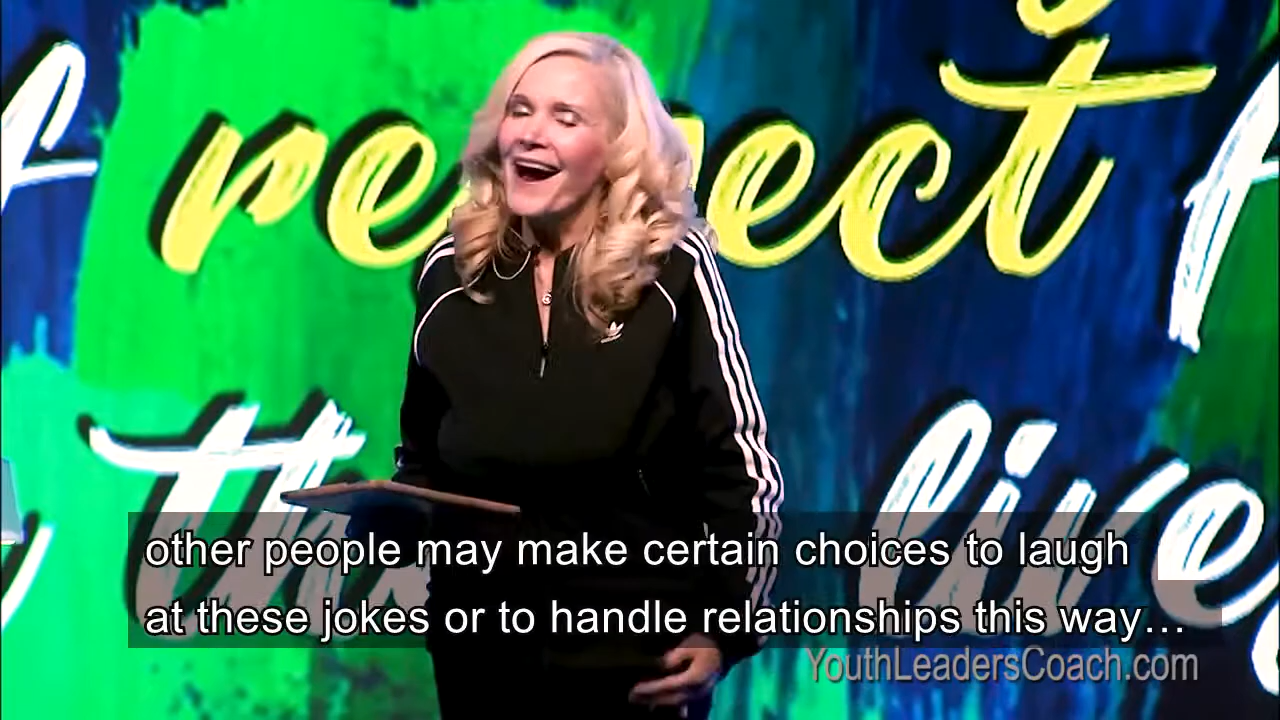 respect
other people may make certain choices to laugh
at these jokes or to handle relationships this way…
YouthLeadersCoach.com